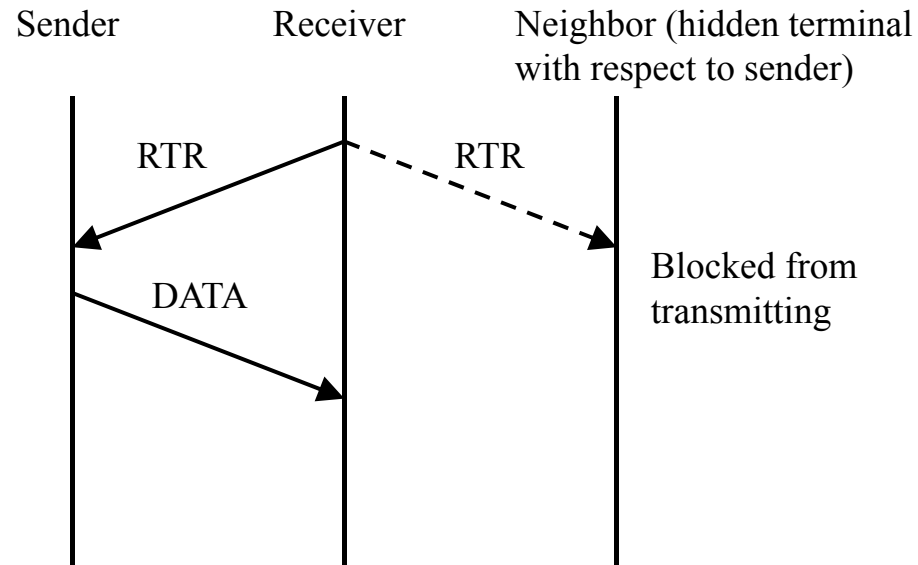 Sender
Receiver
Neighbor (hidden terminal
with respect to sender)
RTR
RTR
DATA
Blocked from
transmitting